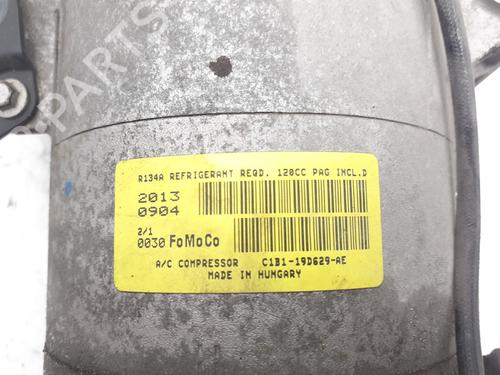 R134A REFRIGERANT REQD. 120CC PAG INCL.D
2013
0904
2/1
0030 FoMoCo
A/C COMPRESSOR C1B1-19D629-AE
MADE IN HUNGARY